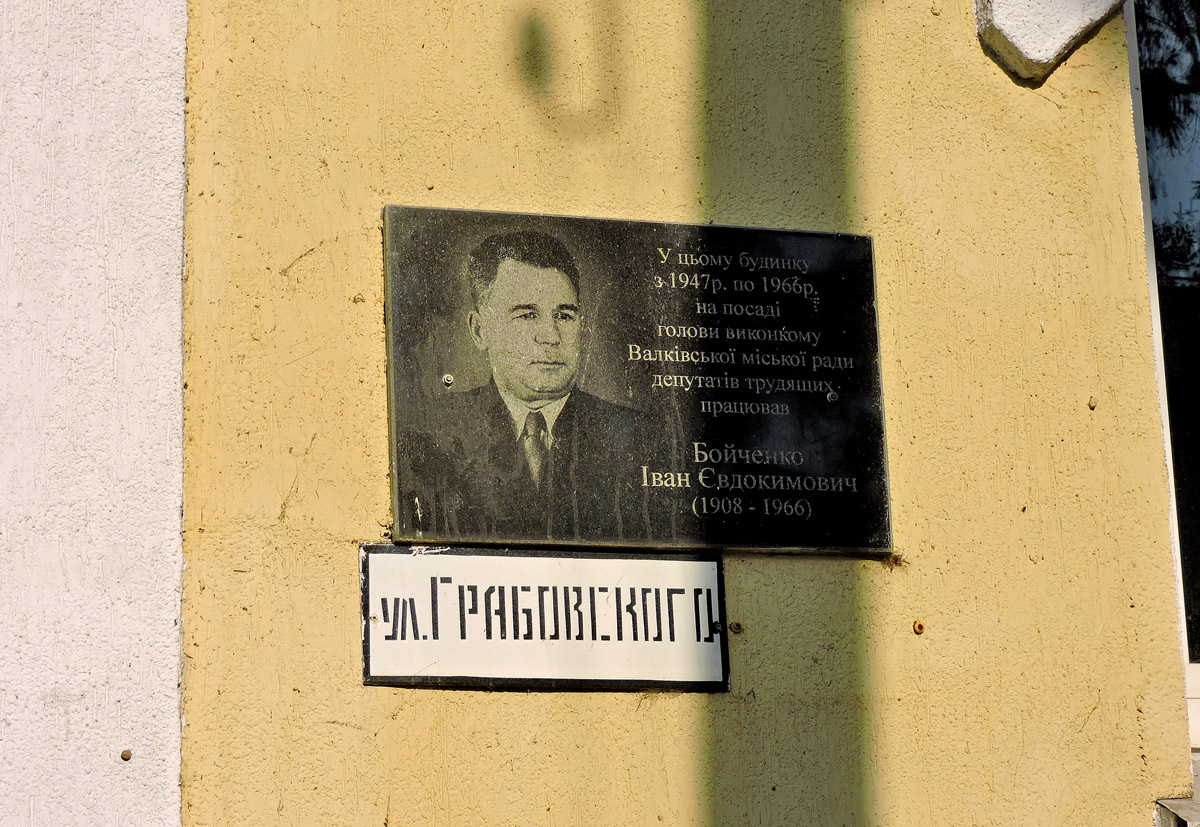 У цьому будинку
з 1947р. по 1966р.
на посаді
голови виконкому
Валківської міської ради
депутатів трудящих
працював
Бойченко
Іван Євдокимович
(1908 - 1966)
ул. Грабовского